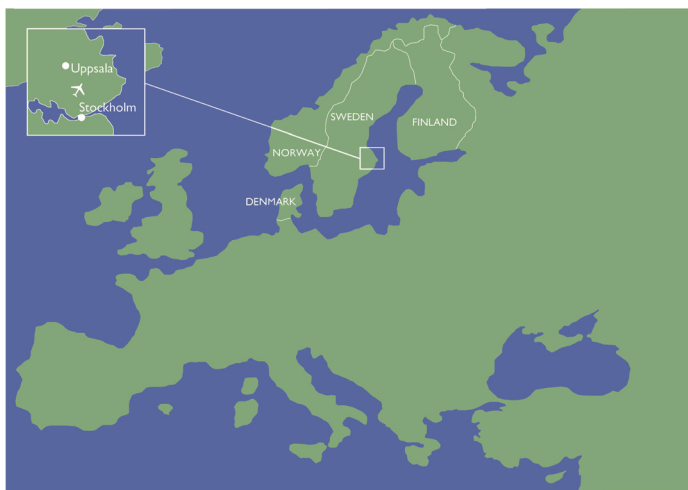 Uppsala
Stockholm
SWEDEN
FINLAND
NORWAY
DENMARK